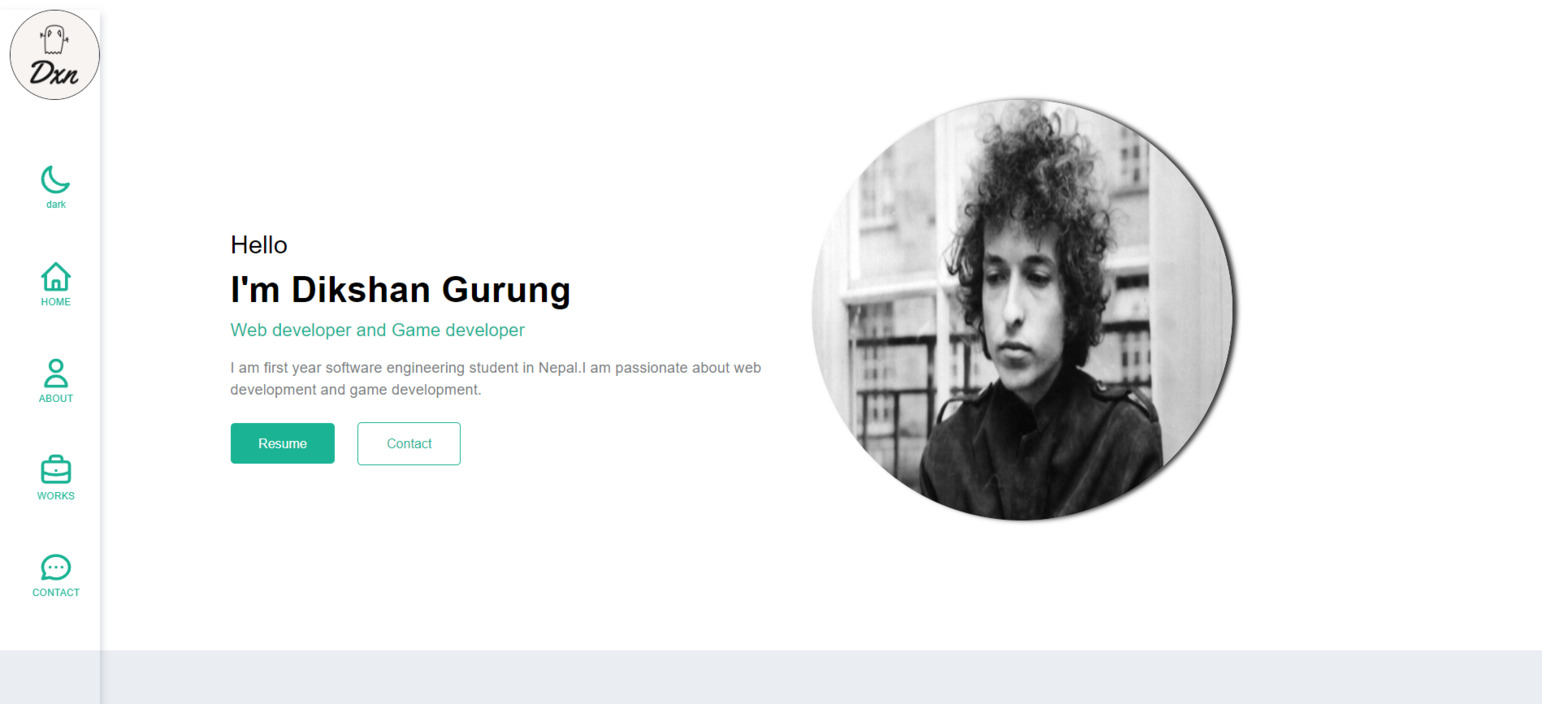 Dxn
dark
HOME
ABOUT
WORKS
CONTACT
Hello
I'm Dikshan Gurung
Web developer and Game developer
I am first year software engineering student in Nepal.I am passionate about web
development and game development.
Resume
Contact